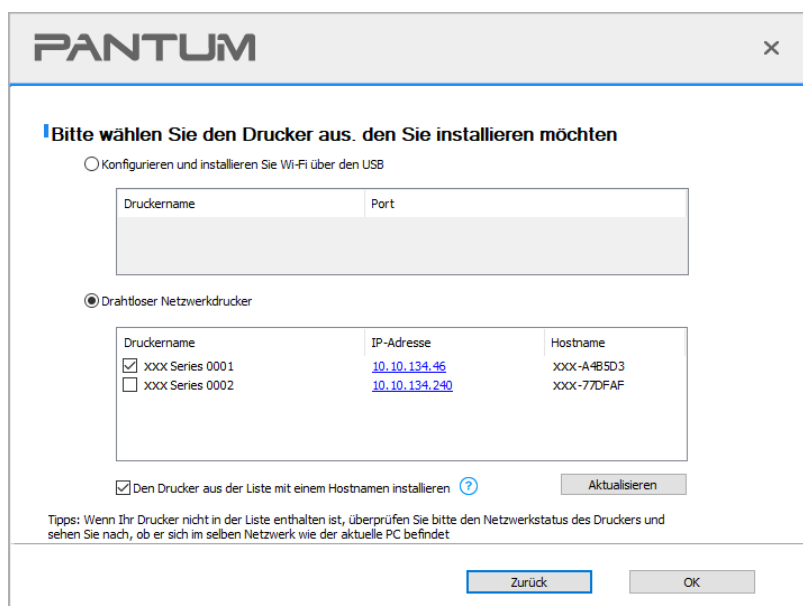 PANTUM
Bitte wählen Sie den Drucker aus. den Sie installieren möchten
Konfigurieren und installieren Sie Wi-Fi über den USB
Druckername Port
Drahtloser Netzwerkdrucker
Druckername IP-Adresse Hostname
XXX Series 0001 10.10.134.46 XXX-A4B5D3
XXX Series 0002 10.10.134.240 XXX-77DFAF
Den Drucker aus der Liste mit einem Hostnamen installieren ? Aktualisieren
Tipps: Wenn Ihr Drucker nicht in der Liste enthalten ist, überprüfen Sie bitte den Netzwerkstatus des Druckers und
sehen Sie nach, ob er sich im selben Netzwerk wie der aktuelle PC befindet
Zurück OK